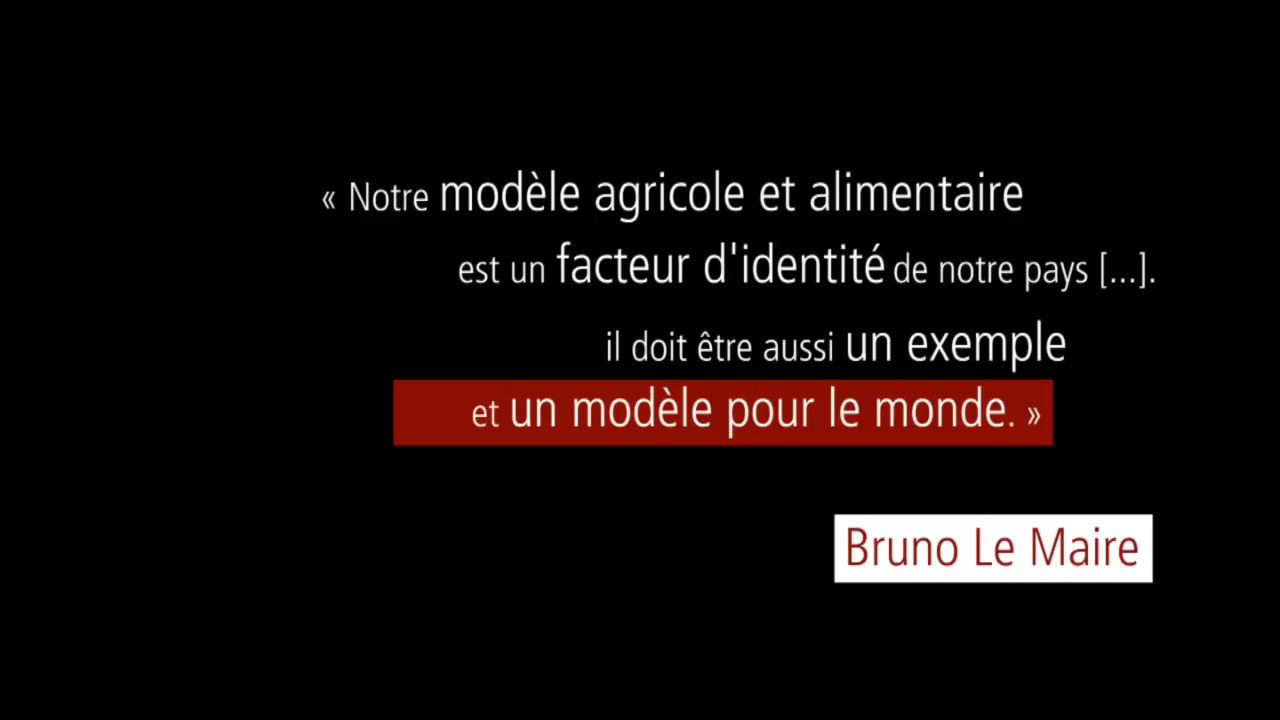 « Notre modèle agricole et alimentaire
est un facteur d'identité de notre pays [...].
il doit être aussi un exemple
et un modèle pour le monde. »
Bruno Le Maire